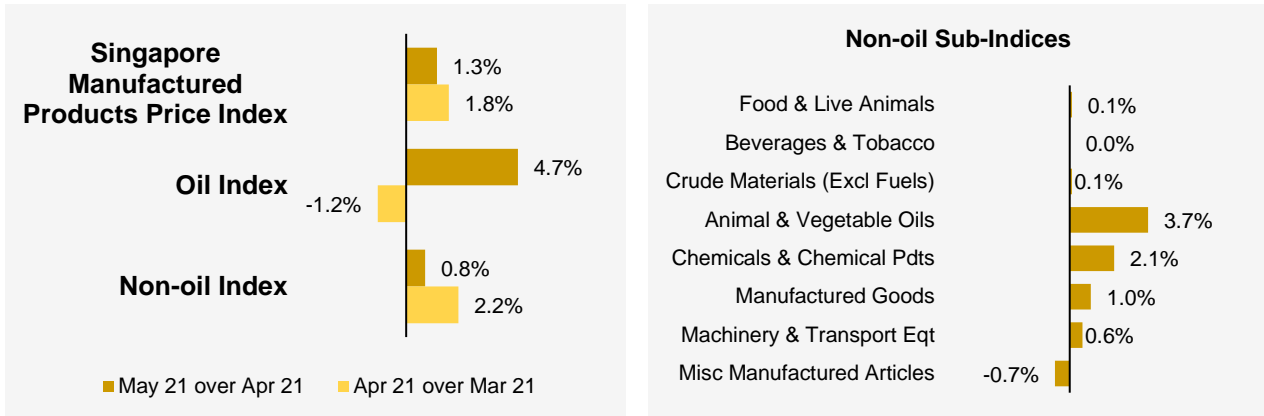 Singapore
Manufactured
Products Price Index
1.3%
1.8%
Oil Index
4.7%
-1.2%
Non-oil Index
0.8%
2.2%
May 21 over Apr 21
Apr 21 over Mar 21
Non-oil Sub-Indices
Food & Live Animals 0.1%
Beverages & Tobacco 0.0%
Crude Materials (Excl Fuels) 0.1%
Animal & Vegetable Oils 3.7%
Chemicals & Chemical Pdts 2.1%
Manufactured Goods 1.0%
Machinery & Transport Eqt 0.6%
Misc Manufactured Articles -0.7%